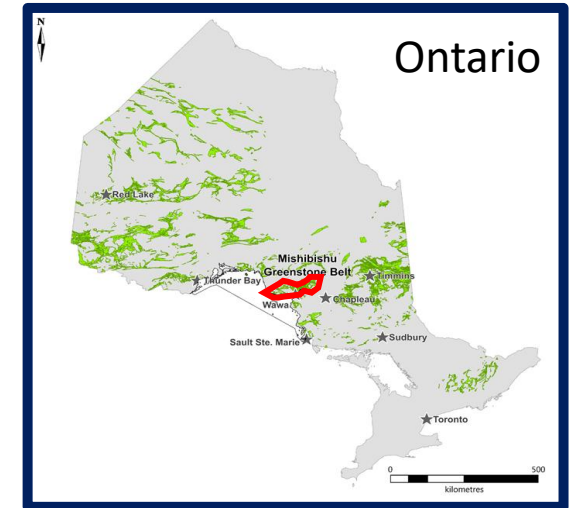 N
Ontario
Red Lake
Mishibishu
Greenstone Belt
Thunder Bay
Timmins
Wawa
Chapleau
Sault Ste. Marie
Sudbury
Toronto
0 500
kilometres